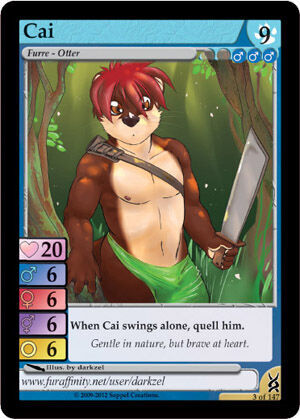 Cai
9
Furre - Otter
20
6
6
6
6
When Cai swings alone, quell him.
Gentle in nature, but brave at heart.
Illus. by darkzel
www.furaffinity.net/user/darkzel
© 2009-2012 Seppel Creations.
3 of 147